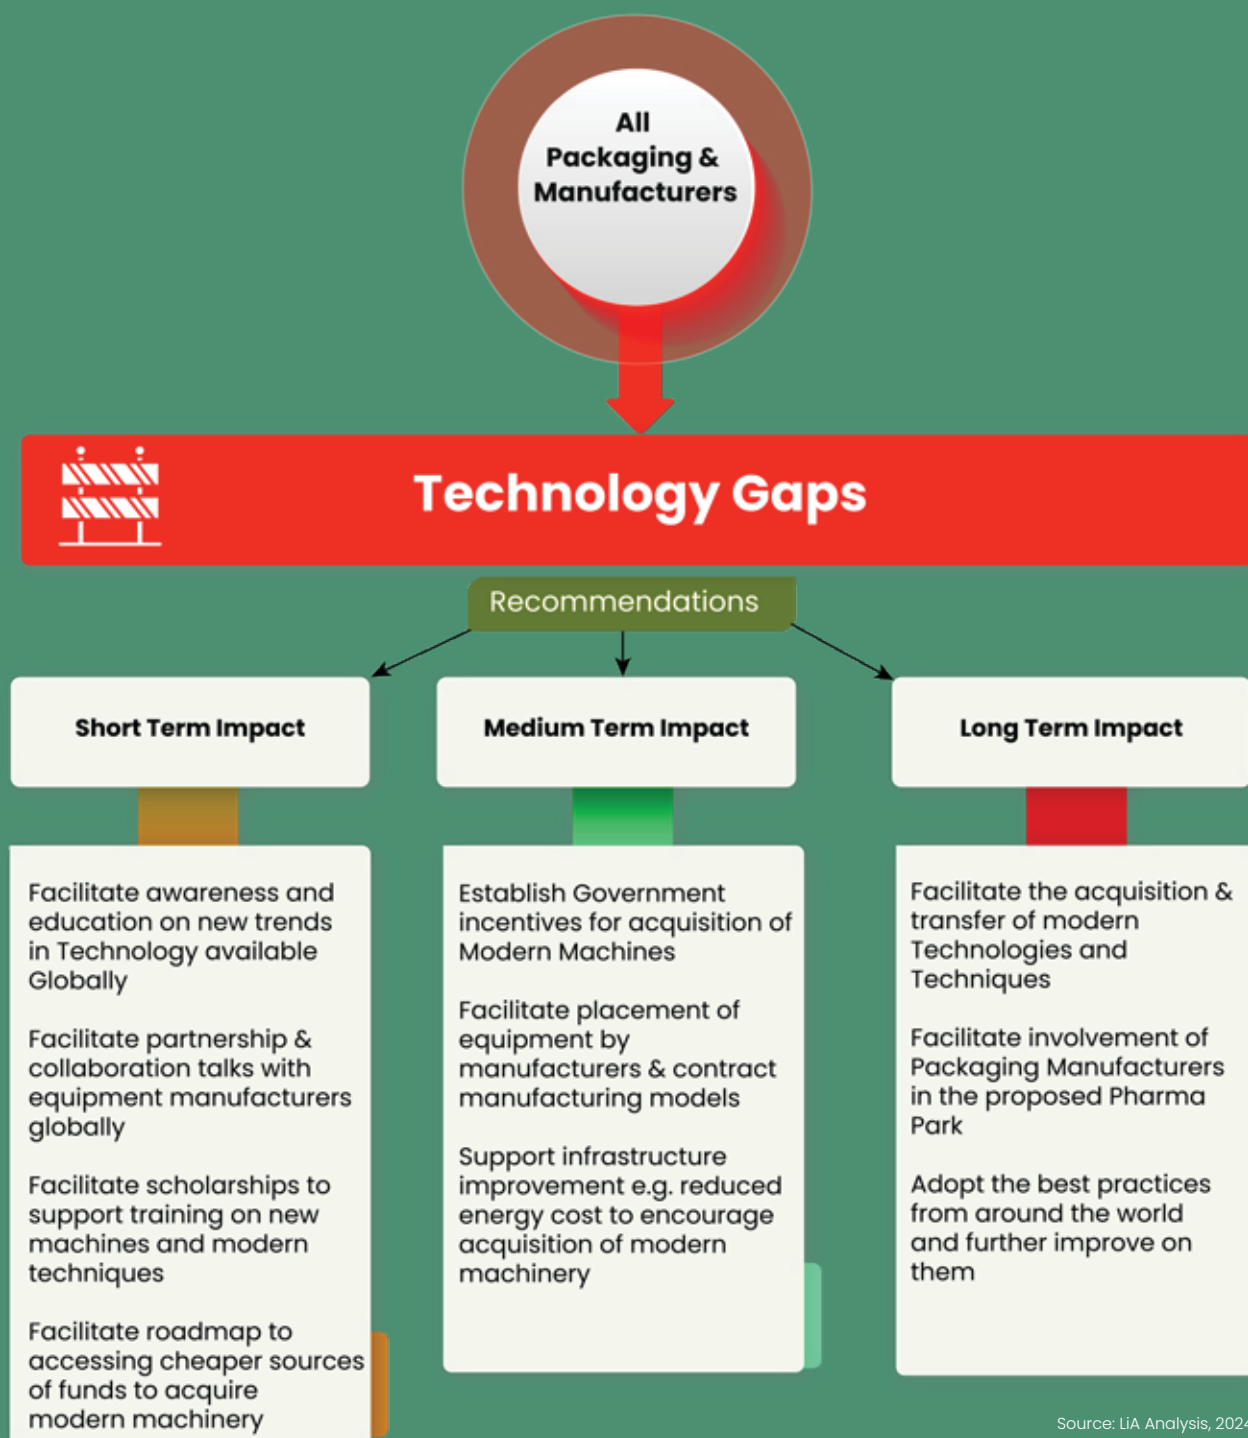 All
Packaging &
Manufacturers
Technology Gaps
Recommendations
Short Term Impact
Medium Term Impact
Long Term Impact
Facilitate awareness and
education on new trends
in Technology available
Globally
Facilitate partnership &
collaboration talks with
equipment manufacturers
globally
Facilitate scholarships to
support training on new
machines and modern
techniques
Facilitate roadmap to
accessing cheaper sources
of funds to acquire
modern machinery
Establish Government
incentives for acquisition of
Modern Machines
Facilitate placement of
equipment by
manufacturers & contract
manufacturing models
Support infrastructure
improvement e.g. reduced
energy cost to encourage
acquisition of modern
machinery
Facilitate the acquisition &
transfer of modern
Technologies and
Techniques
Facilitate involvement of
Packaging Manufacturers
in the proposed Pharma
Park
Adopt the best practices
from around the world
and further improve on
them
Source: LiA Analysis, 2024